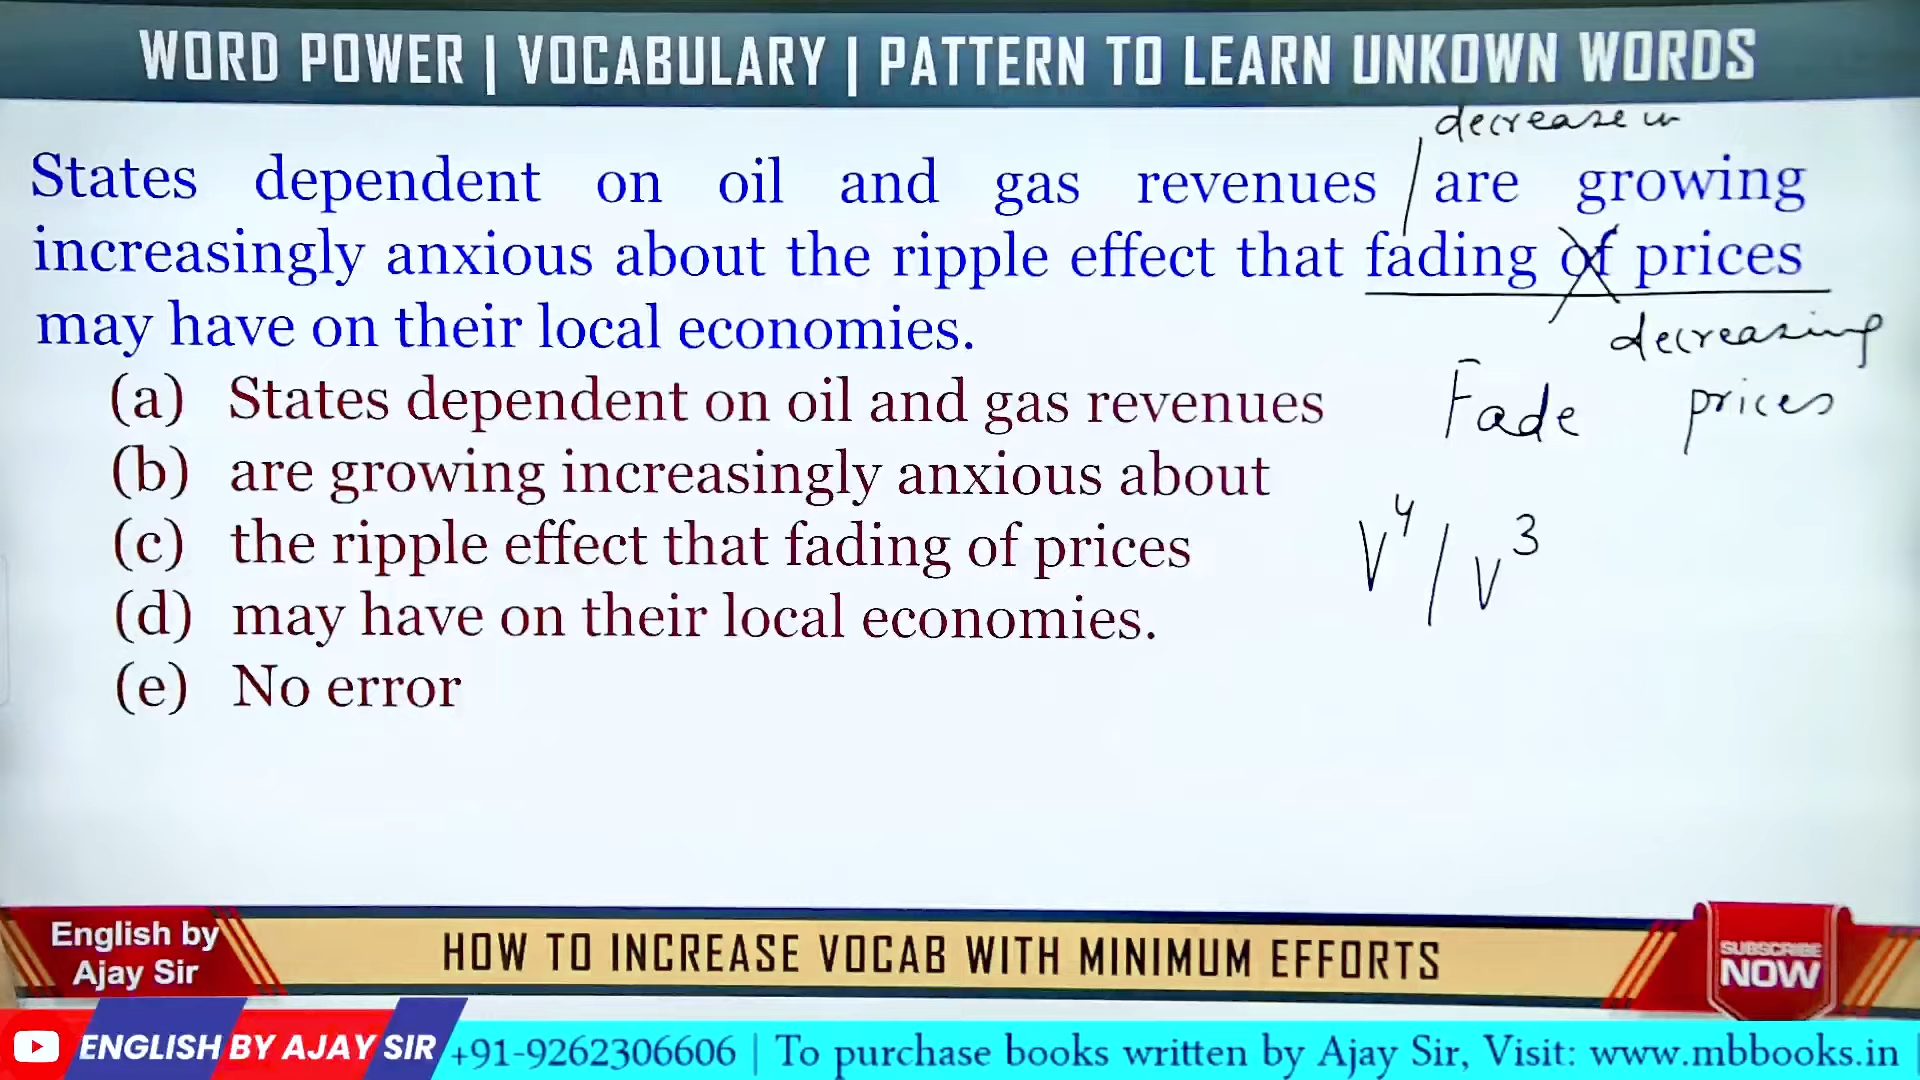 WORD POWER | VOCABULARY | PATTERN TO LEARN UNKOWN WORDS
decrease in
States dependent on oil and gas revenues / are growing
increasingly anxious about the ripple effect that fading of prices
may have on their local economies.
decreasing
prices
(a) States dependent on oil and gas revenues
Fade
(b) are growing increasingly anxious about
(c) the ripple effect that fading of prices
V4 / V3
(d) may have on their local economies.
(e) No error
English by
Ajay Sir
HOW TO INCREASE VOCAB WITH MINIMUM EFFORTS
SUBSCRIBE
NOW
ENGLISH BY AJAY SIR
+91-9262306606 | To purchase books written by Ajay Sir, Visit: www.mbbooks.in |